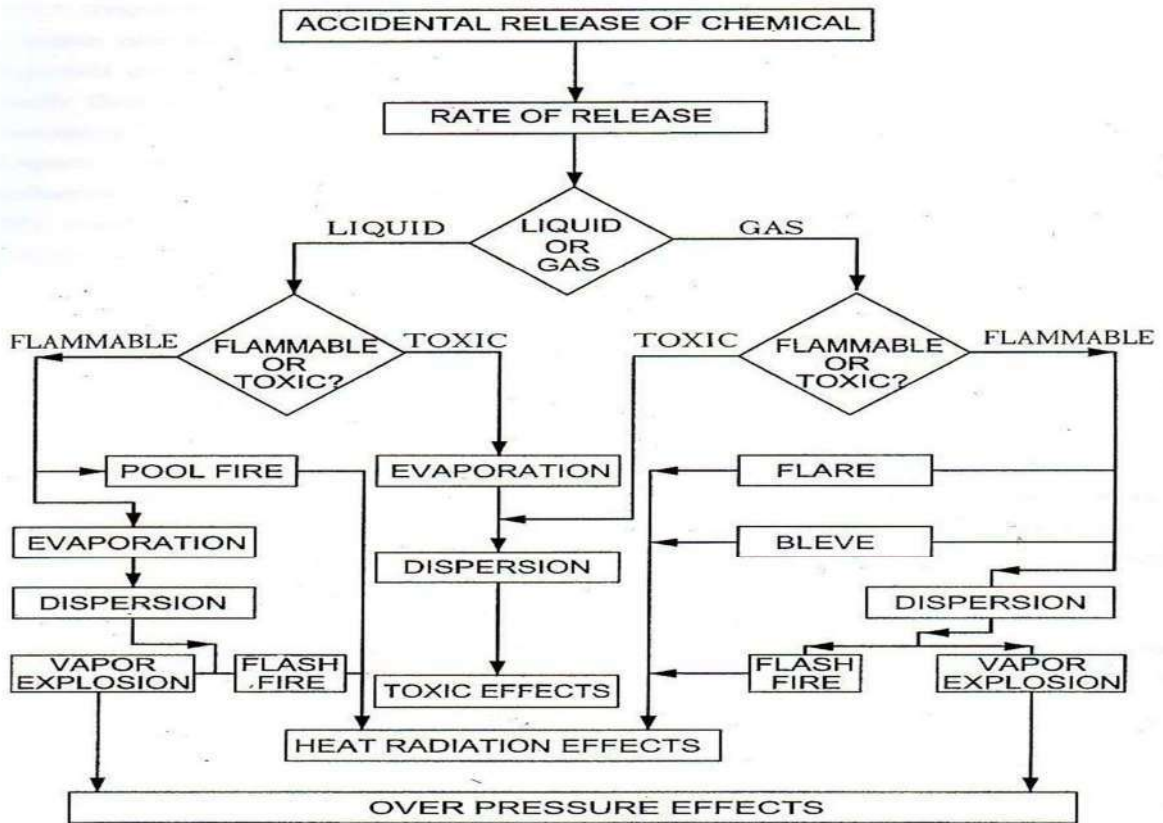 ACCIDENTAL RELEASE OF CHEMICAL
RATE OF RELEASE
LIQUID
LIQUID
OR
GAS
GAS
FLAMMABLE
FLAMMABLE
OR
TOXIC?
TOXIC
TOXIC
FLAMMABLE
OR
TOXIC?
FLAMMABLE
POOL FIRE
EVAPORATION
FLARE
EVAPORATION
BLEVE
DISPERSION
DISPERSION
DISPERSION
VAPOR
EXPLOSION
FLASH
FIRE
TOXIC EFFECTS
FLASH
FIRE
VAPOR
EXPLOSION
HEAT RADIATION EFFECTS
OVER PRESSURE EFFECTS